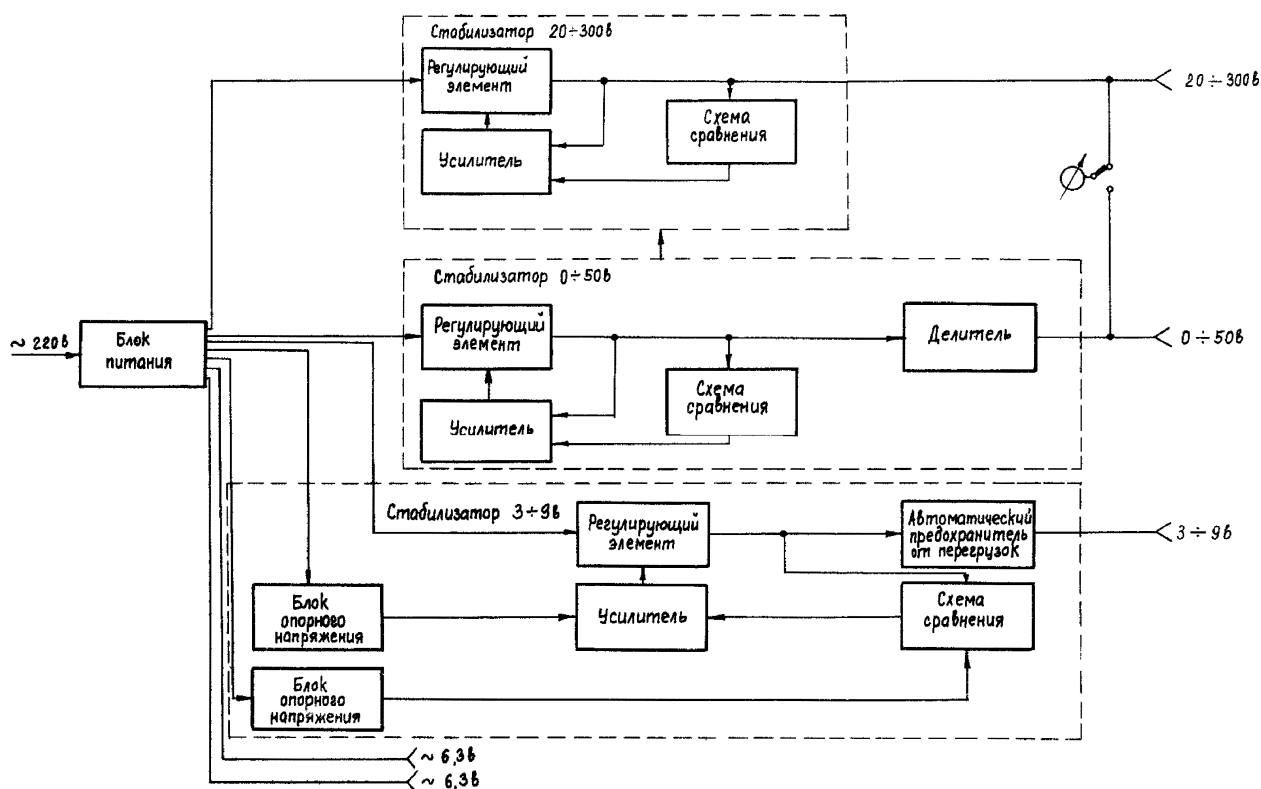 Стабилизатор 20÷300в
Регулирующий
элемент
20÷300в
Схема
сравнения
Усилитель
Стабилизатор 0÷50в
~ 220в
Блок
питания
Регулирующий
элемент
Делитель
0÷50в
Схема
сравнения
Усилитель
Стабилизатор 3÷9в
Регулирующий
элемент
Автоматический
предохранитель
от перегрузок
3÷9в
Блок
опорного
напряжения
Усилитель
Схема
сравнения
Блок
опорного
напряжения
~ 6,3в
~ 6,3в